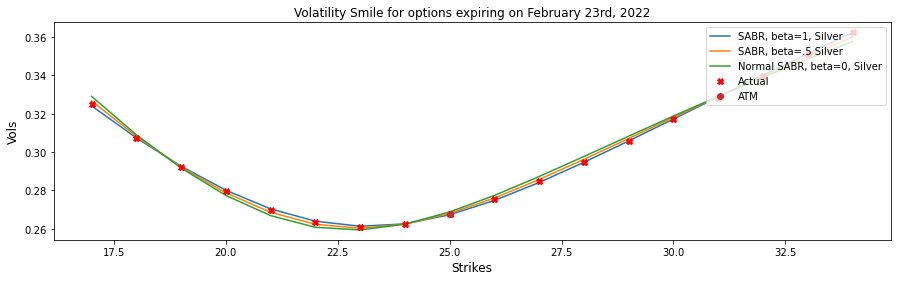 Volatility Smile for options expiring on February 23rd, 2022
SABR, beta=1, Silver
SABR, beta=.5 Silver
Normal SABR, beta=0, Silver
Actual
ATM
Vols
0.36
0.34
0.32
0.30
0.28
0.26
17.5
20.0
22.5
25.0
27.5
30.0
32.5
Strikes